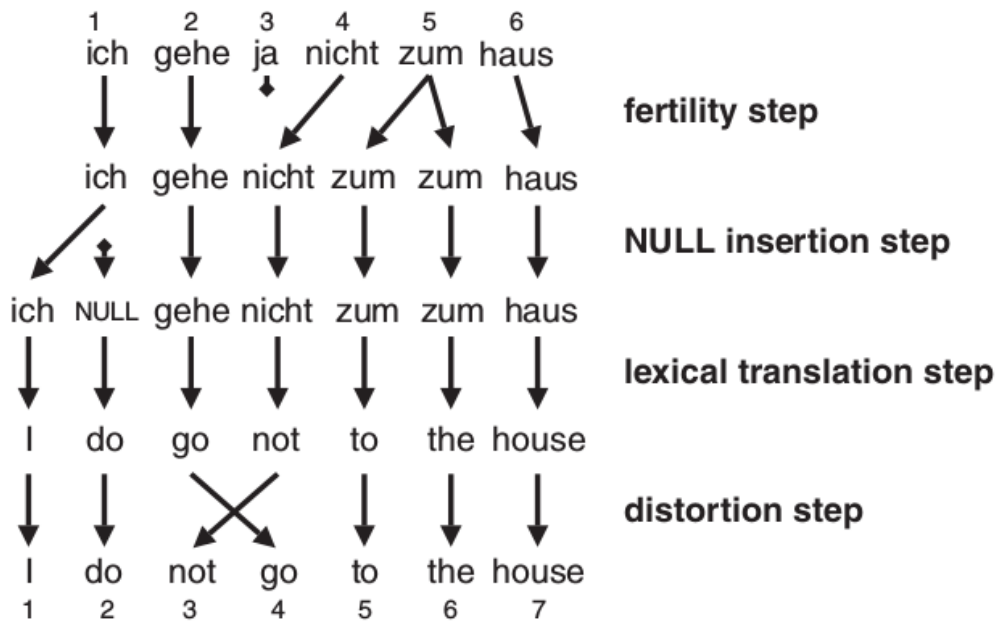 1 2 3 4 5 6
ich gehe ja nicht zum haus
fertility step
ich gehe nicht zum zum haus
NULL insertion step
ich NULL gehe nicht zum zum haus
lexical translation step
I do go not to the house
distortion step
I do not go to the house
1 2 3 4 5 6 7